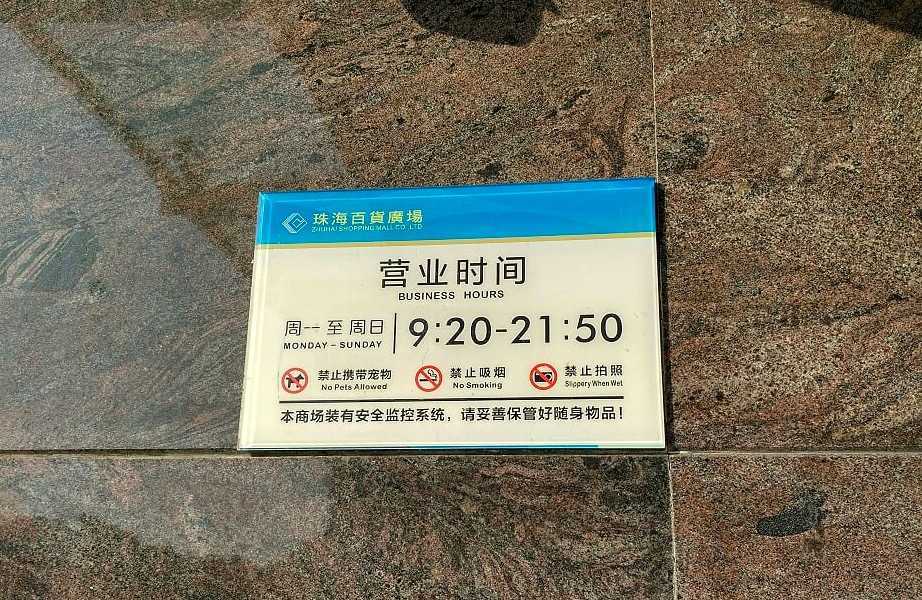 珠海百貨廣場
ZHUHAI SHOPPING MALL CO.,LTD
营业时间
BUSINESS HOURS
周一 至 周日
MONDAY – SUNDAY
9:20-21:50
禁止携带宠物
No Pets Allowed
禁止吸烟
No Smoking
禁止拍照
Slippery When Wet
本商场装有安全监控系统，请妥善保管好随身物品！